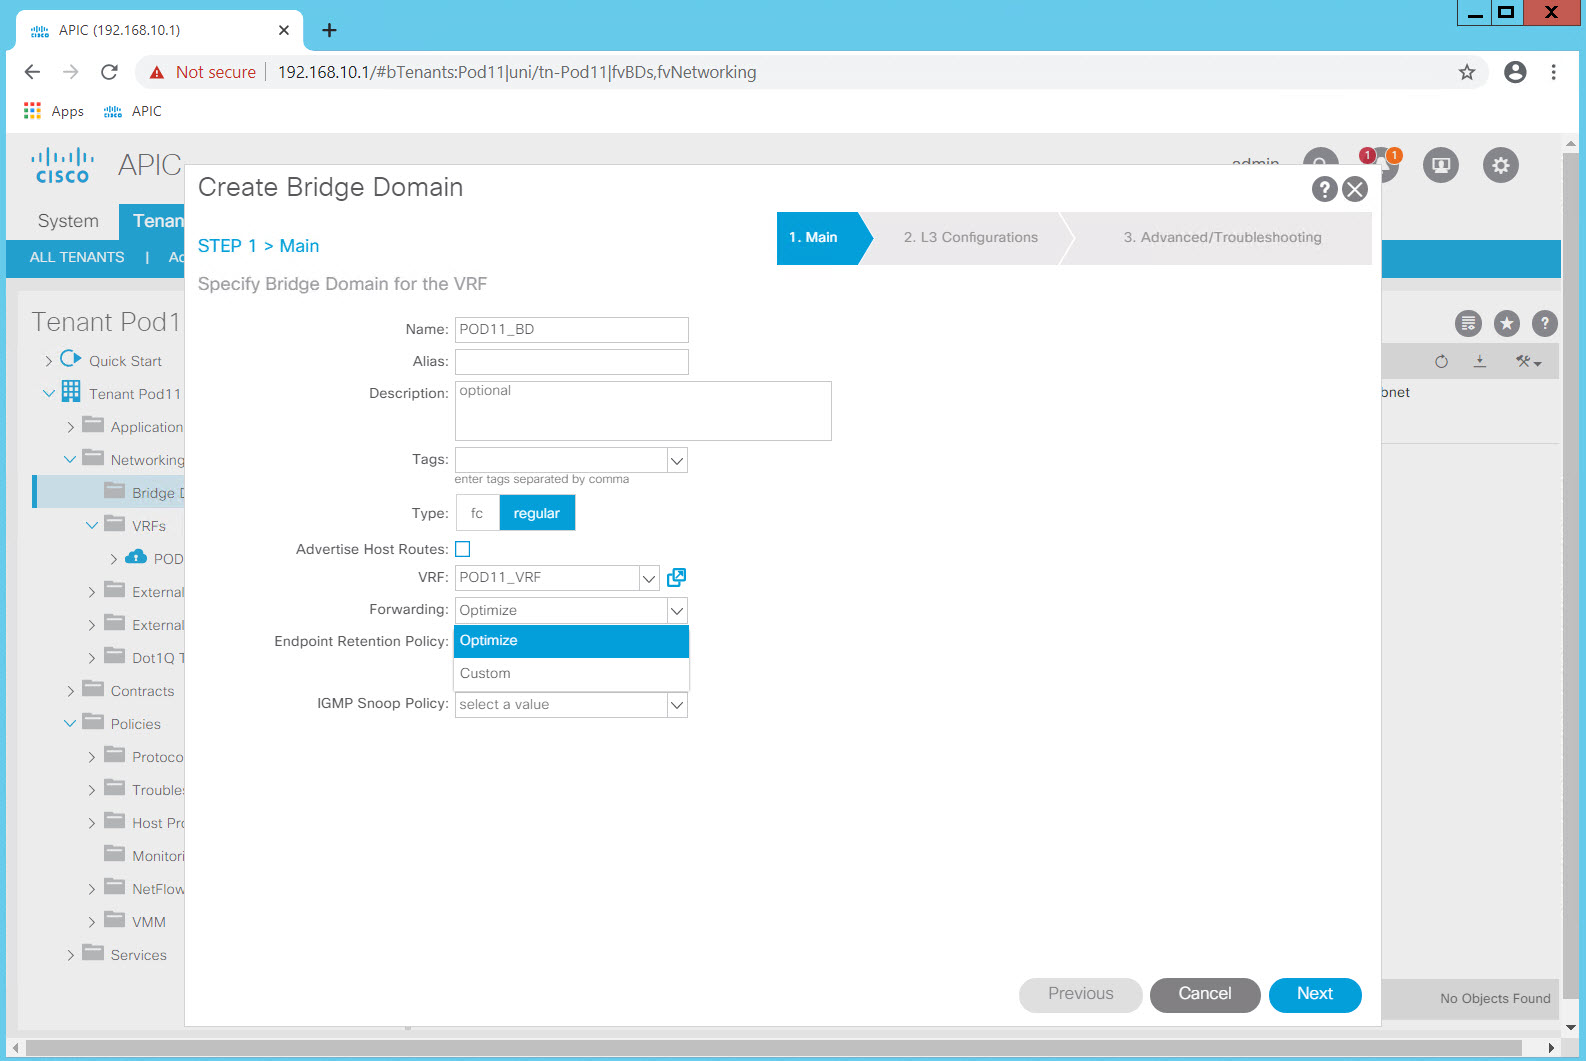 APIC (192.168.10.1)
Not secure 192.168.10.1/#bTenants:Pod11|uni/tn-Pod11|fvBDs,fvNetworking
Apps APIC
CISCO APIC
1 1
System Tenan
ALL TENANTS |
Tenant Pod1
Quick Start
Tenant Pod11
Application
Networking
Bridge D
VRFs
POD
External
External
Dot1Q T
Contracts
Policies
Protoco
Troubles
Host Pro
Monitori
NetFlow
VMM
Services
Create Bridge Domain
STEP 1 > Main
1. Main 2. L3 Configurations 3. Advanced/Troubleshooting
Specify Bridge Domain for the VRF
Name: POD11_BD
Alias:
Description: optional
Tags:
enter tags separated by comma
Type: fc regular
Advertise Host Routes:
VRF: POD11_VRF
Forwarding: Optimize
Endpoint Retention Policy: Optimize
Custom
IGMP Snoop Policy: select a value
Previous Cancel Next
bnet
No Objects Found